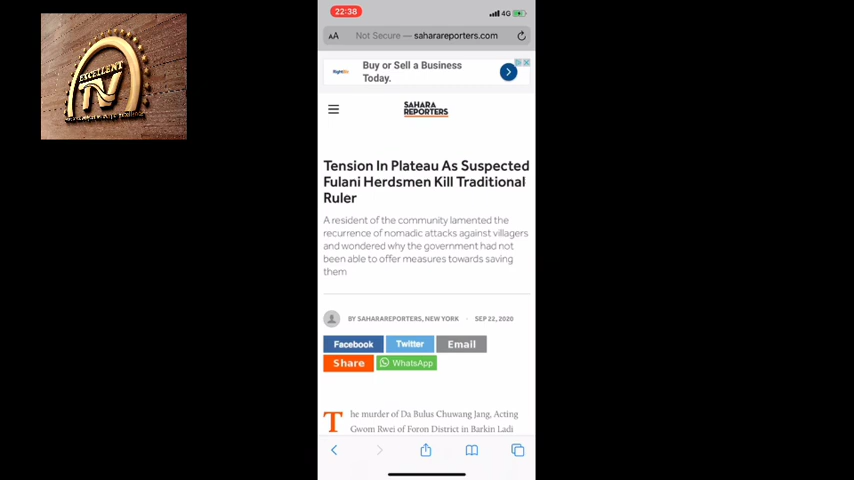 EXCELLENT
TV
22:38
4G
AA
Not Secure — saharareporters.com
Buy or Sell a Business
Today.
SAHARA
REPORTERS
Tension In Plateau As Suspected
Fulani Herdsmen Kill Traditional
Ruler
A resident of the community lamented the
recurrence of nomadic attacks against villagers
and wondered why the government had not
been able to offer measures towards saving
them
BY SAHARAREPORTERS, NEW YORK · SEP 22, 2020
Facebook Twitter Email
Share WhatsApp
The murder of Da Bulus Chuwang Jang, Acting
Gwom Rwei of Foron District in Barkin Ladi